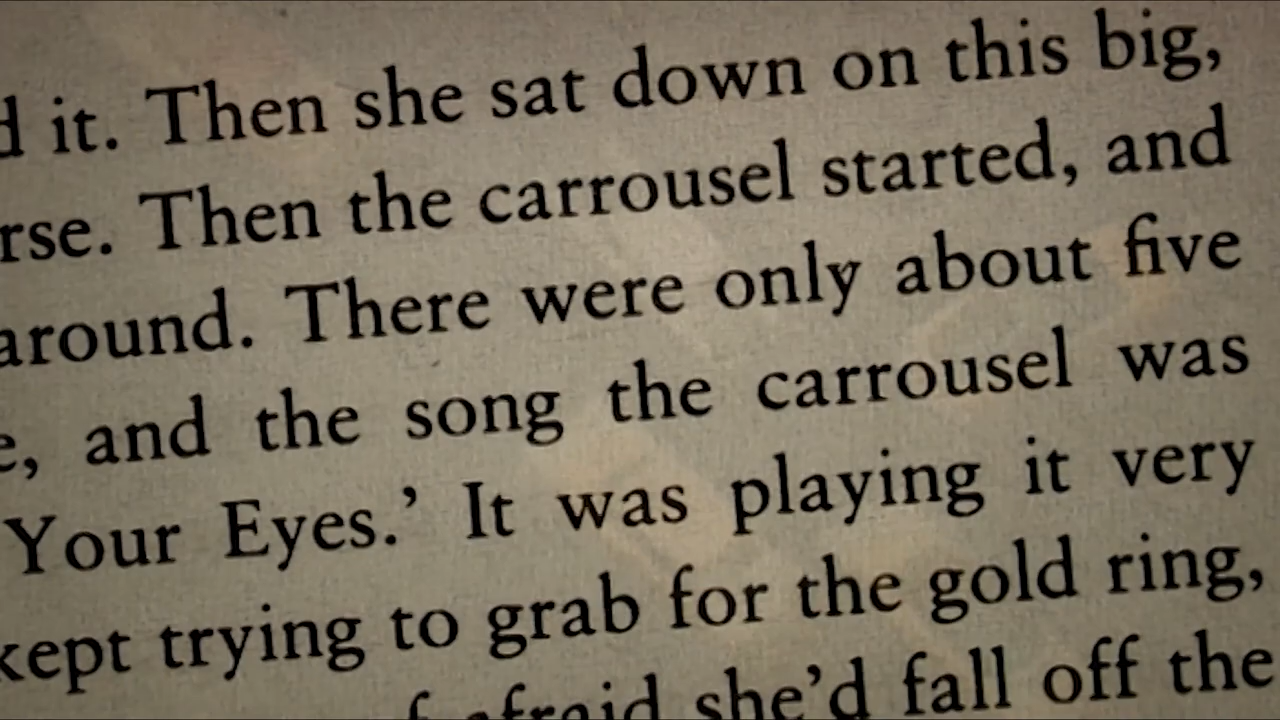 it. Then she sat down on this big,
Then the carrousel started, and
around. There were only about five
and the song the carrousel was
Your Eyes.’ It was playing it very
kept trying to grab for the gold ring,
afraid she’d fall off the